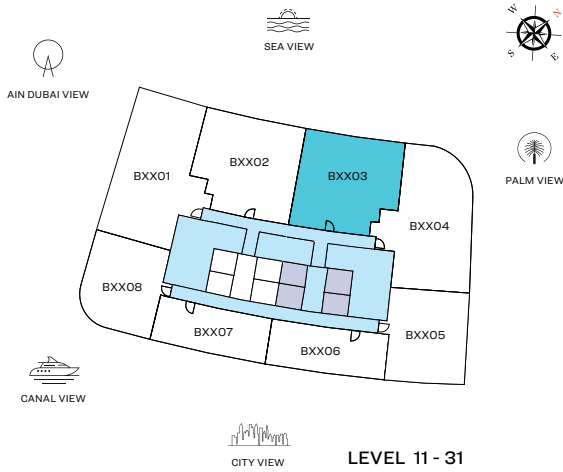 W
N
S
E
SEA VIEW
AIN DUBAI VIEW
PALM VIEW
BXX01
BXX02
BXX03
BXX04
BXX08
BXX07
BXX06
BXX05
CANAL VIEW
CITY VIEW
LEVEL 11 - 31